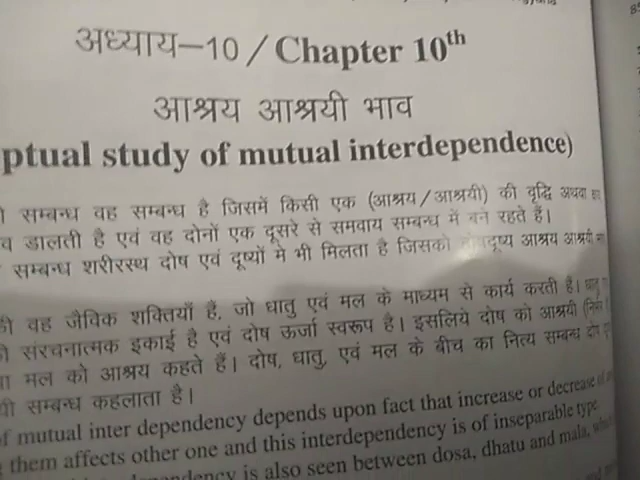 अध्याय–10 / Chapter 10th
आश्रय आश्रयी भाव
ptual study of mutual interdependence)
सम्बन्ध वह सम्बन्ध है जिसमें किसी एक (आश्रय/आश्रयी) की वृद्धि अथवा
व डालती है एवं वह दोनों एक दूसरे से समवाय सम्बन्ध में बने रहते हैं।
सम्बन्ध शरीरस्थ दोष एवं दूष्यों मे भी मिलता है जिसको आश्रय आश्रयी
की वह जैविक शक्तियाँ हैं, जो धातु एवं मल के माध्यम से कार्य करती है।
संरचनात्मक इकाई है एवं दोष ऊर्जा स्वरूप है। इसलिये दोष को आश्रयी
मल को आश्रय कहते हैं। दोष, धातु, एवं मल के बीच का नित्य सम्बन्ध
यी सम्बन्ध कहलाता है।
f mutual inter dependency depends upon fact that increase or decrease of
them affects other one and this interdependency is of inseparable type
dependency is also seen between dosa, dhatu and mala,